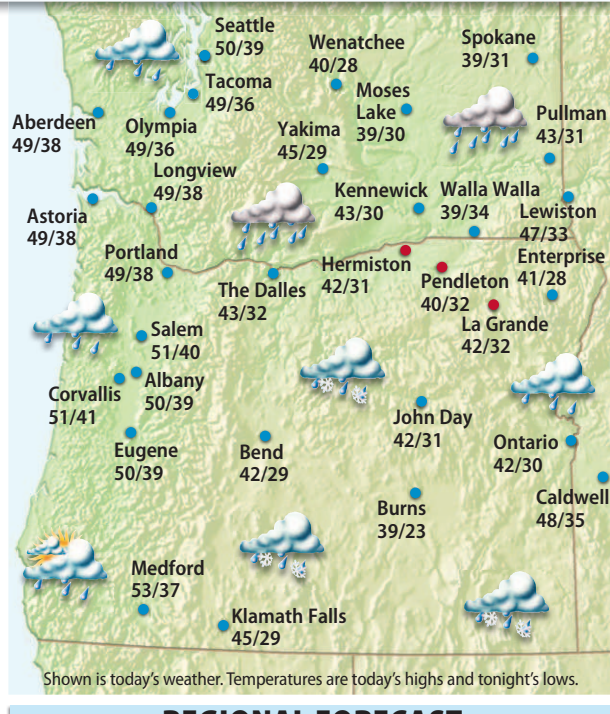 Seattle
50/39
Wenatchee
40/28
Spokane
39/31
Tacoma
49/36
Moses
Lake
39/30
Aberdeen
49/38
Olympia
49/36
Yakima
45/29
Pullman
43/31
Longview
49/38
Astoria
49/38
Kennewick
43/30
Walla Walla
39/34
Lewiston
47/33
Portland
49/38
The Dalles
43/32
Hermiston
42/31
Pendleton
40/32
Enterprise
41/28
La Grande
42/32
Salem
51/40
Corvallis
51/41
Albany
50/39
Eugene
50/39
Bend
42/29
John Day
42/31
Ontario
42/30
Burns
39/23
Caldwell
48/35
Medford
53/37
Klamath Falls
45/29
Shown is today's weather. Temperatures are today's highs and tonight's lows.
REGIONAL FORECAST